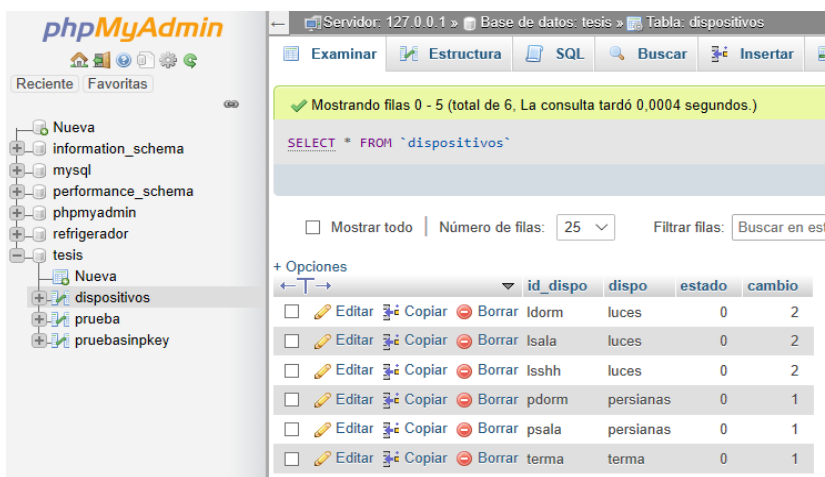 phpMyAdmin
Reciente Favoritas
Nueva
information_schema
mysql
performance_schema
phpmyadmin
refrigerador
tesis
Nueva
dispositivos
prueba
pruebasinpkey
Servidor: 127.0.0.1 » Base de datos: tesis » Tabla: dispositivos
Examinar Estructura SQL Buscar Insertar
Mostrando filas 0 - 5 (total de 6, La consulta tardó 0,0004 segundos.)
SELECT * FROM `dispositivos`
Mostrar todo | Número de filas: 25 Filtrar filas: Buscar en est
+ Opciones
←T→ id_dispo dispo estado cambio
Editar Copiar Borrar ldorm luces 0 2
Editar Copiar Borrar lsala luces 0 2
Editar Copiar Borrar lsshh luces 0 2
Editar Copiar Borrar pdorm persianas 0 1
Editar Copiar Borrar psala persianas 0 1
Editar Copiar Borrar terma terma 0 1